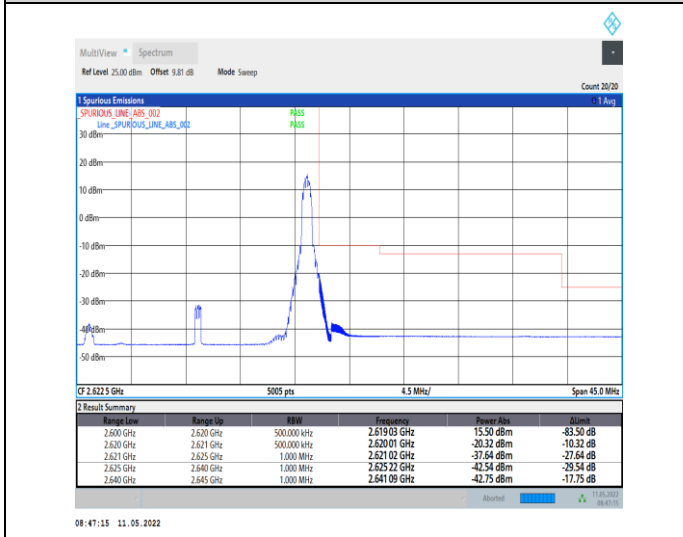 MultiView Spectrum
Ref Level 25.00 dBm Offset 9.81 dB Mode Sweep
Count 20/20
1 Spurious Emissions 1 Avg
_SPURIOUS_LINE_ABS_002 PASS
Line _SPURIOUS_LINE_ABS_002 PASS
30 dBm
20 dBm
10 dBm
0 dBm
-10 dBm
-20 dBm
-30 dBm
-40 dBm
-50 dBm
CF 2.622 5 GHz 5005 pts 4.5 MHz/ Span 45.0 MHz
2 Result Summary
Range Low Range Up RBW Frequency Power Abs ΔLimit
2.600 GHz 2.620 GHz 500.000 kHz 2.619 03 GHz 15.50 dBm -83.50 dB
2.620 GHz 2.621 GHz 500.000 kHz 2.620 01 GHz -20.32 dBm -10.32 dB
2.621 GHz 2.625 GHz 1.000 MHz 2.621 02 GHz -37.64 dBm -27.64 dB
2.625 GHz 2.640 GHz 1.000 MHz 2.625 22 GHz -42.54 dBm -29.54 dB
2.640 GHz 2.645 GHz 1.000 MHz 2.641 09 GHz -42.75 dBm -17.75 dB
Aborted 11.05.2022
08:47:15
08:47:15 11.05.2022